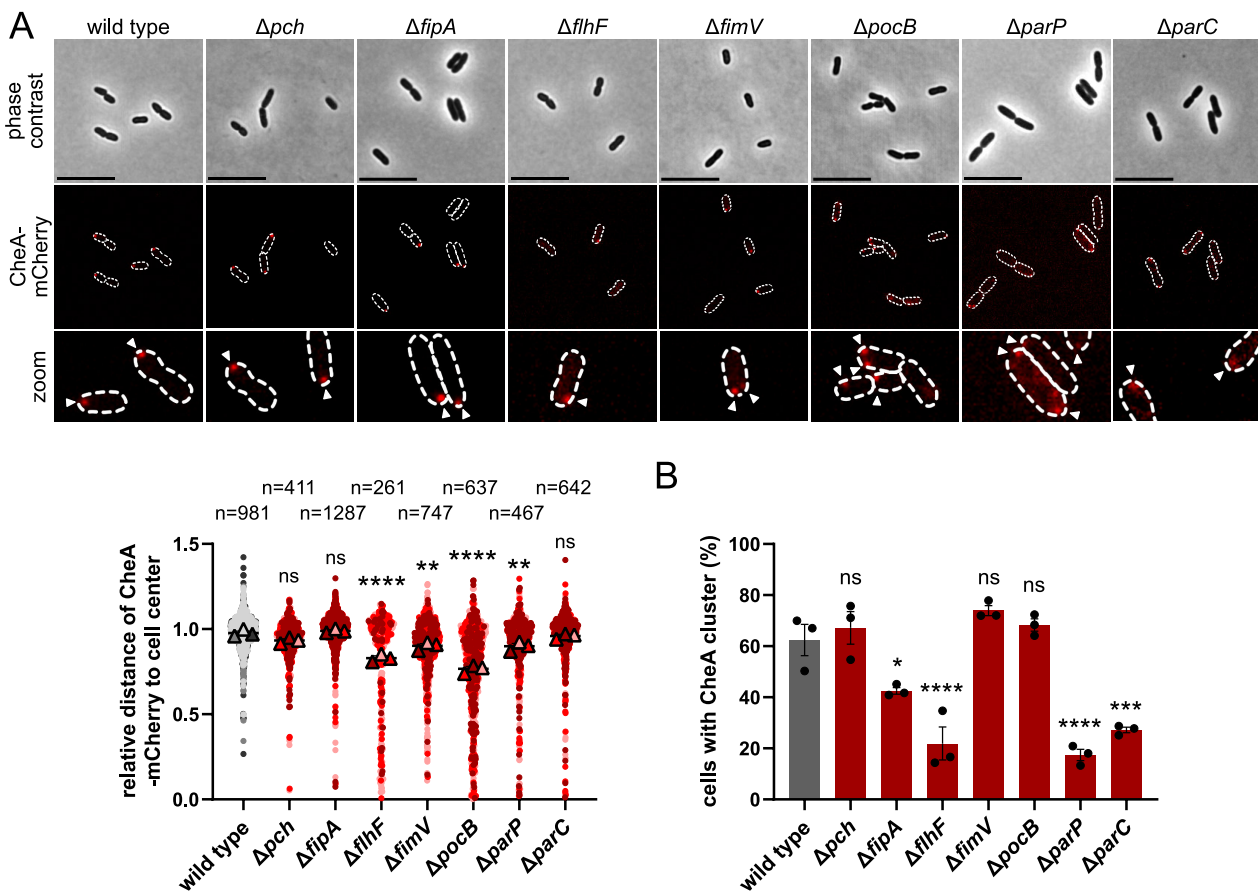 A
wild type Δpch ΔfipA ΔflhF ΔfimV ΔpocB ΔparP ΔparC
phase
contrast
CheA-
mCherry
zoom
B
n=411 n=261 n=637 n=642
n=981 n=1287 n=747 n=467
relative distance of CheA
-mCherry to cell center
1.5
1.0
0.5
0.0
ns ns **** ** **** ** ns
wild type Δpch ΔfipA ΔflhF ΔfimV ΔpocB ΔparP ΔparC
cells with CheA cluster (%)
100
80
60
40
20
0
ns * **** ns ns **** ***
wild type Δpch ΔfipA ΔflhF ΔfimV ΔpocB ΔparP ΔparC